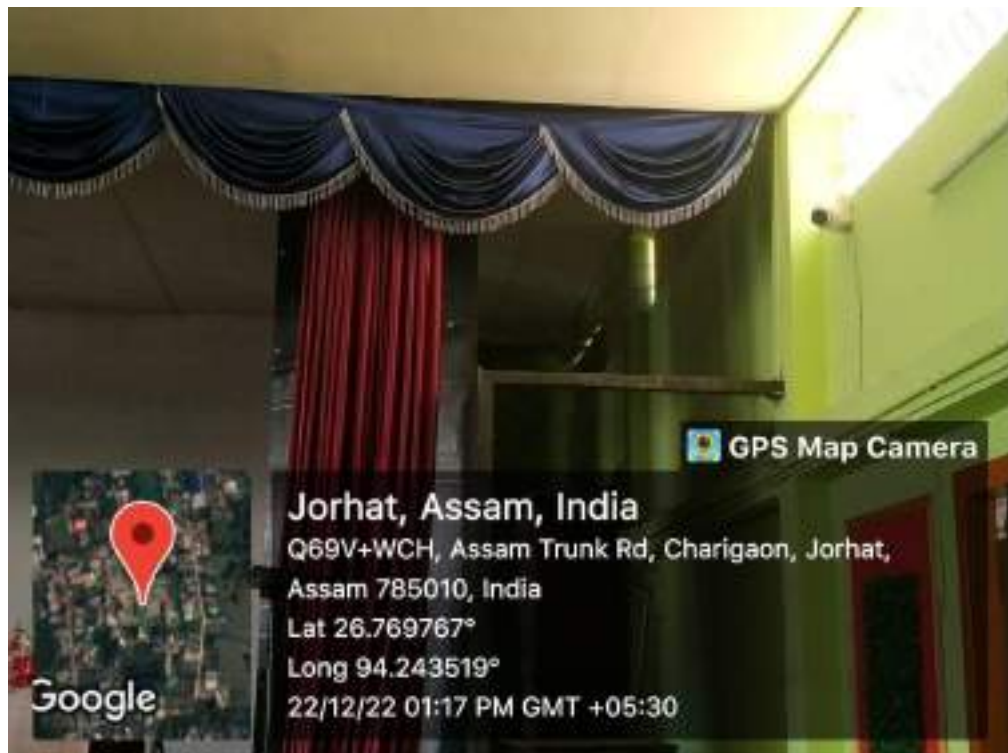 GPS Map Camera
Jorhat, Assam, India
Q69V+WCH, Assam Trunk Rd, Charigaon, Jorhat,
Assam 785010, India
Lat 26.769767°
Long 94.243519°
22/12/22 01:17 PM GMT +05:30
Google